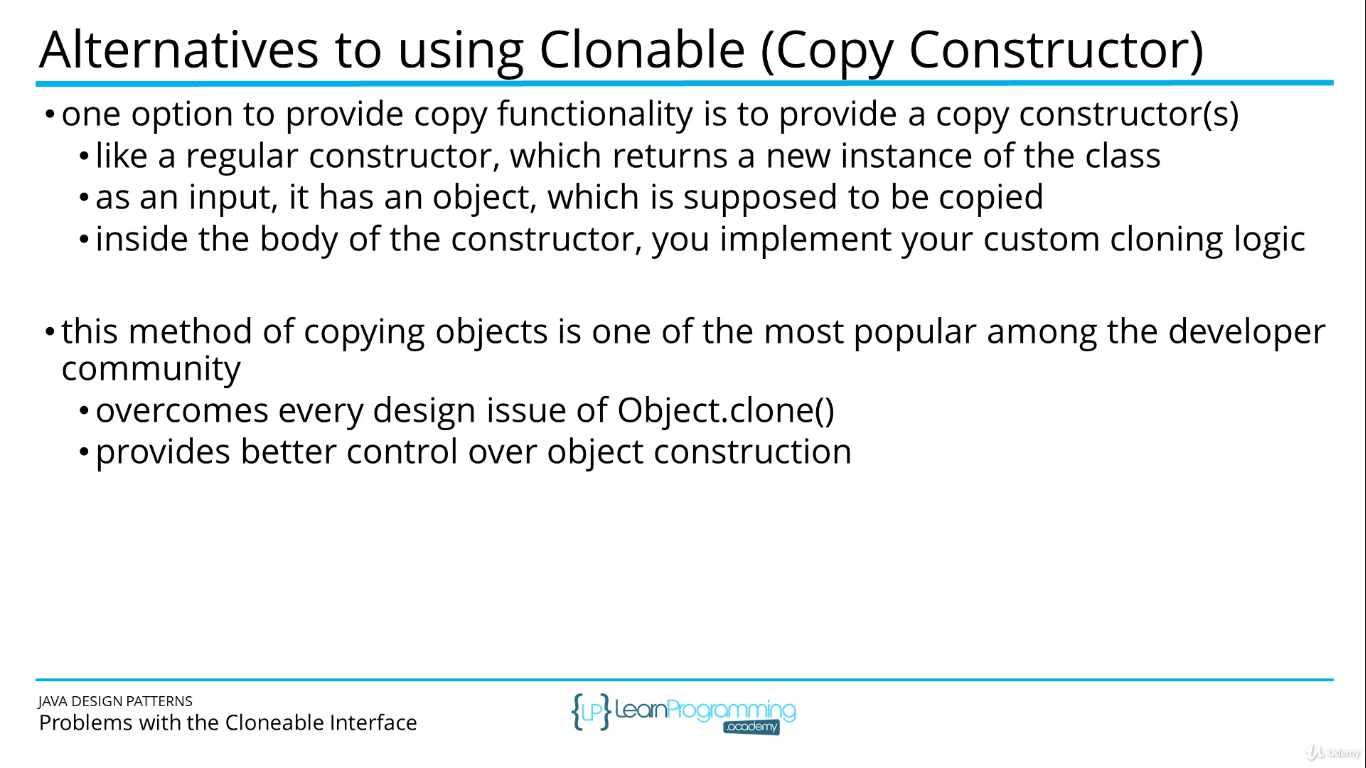 Alternatives to using Clonable (Copy Constructor)
• one option to provide copy functionality is to provide a copy constructor(s)
• like a regular constructor, which returns a new instance of the class
• as an input, it has an object, which is supposed to be copied
• inside the body of the constructor, you implement your custom cloning logic
• this method of copying objects is one of the most popular among the developer
community
• overcomes every design issue of Object.clone()
• provides better control over object construction
JAVA DESIGN PATTERNS
Problems with the Cloneable Interface
{LP} LearnProgramming
.academy
Udemy